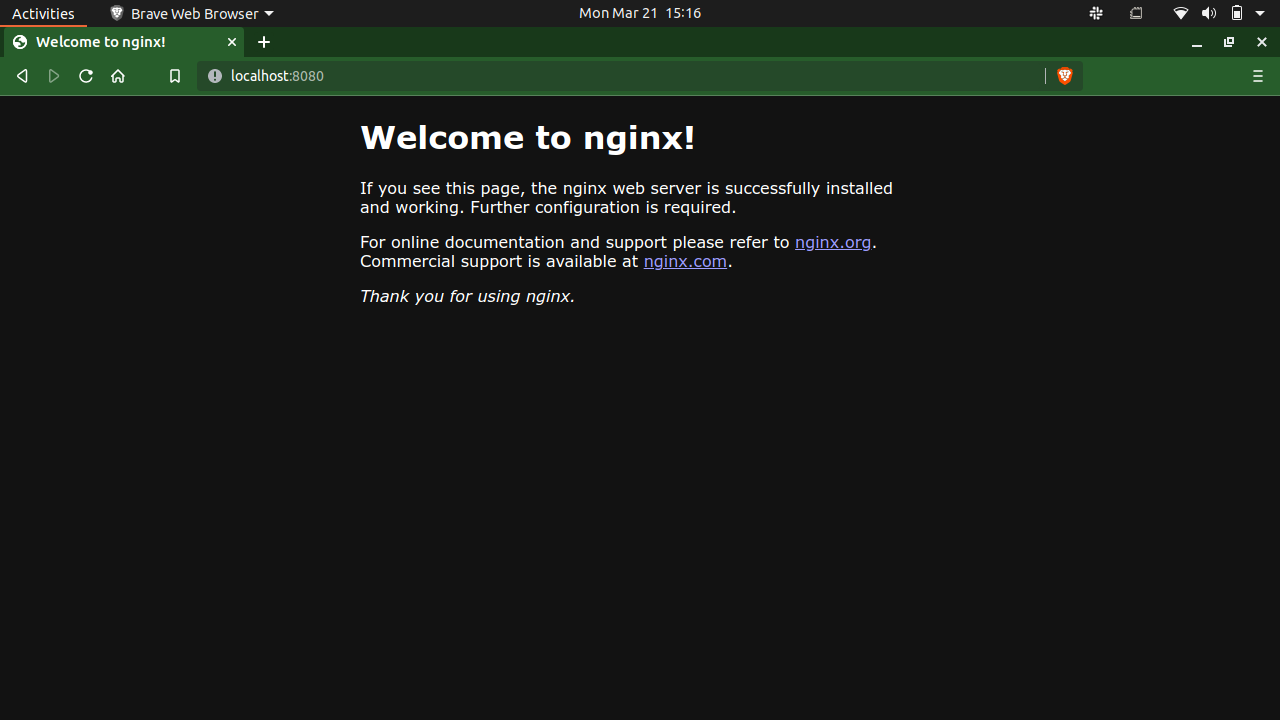 Activities Brave Web Browser Mon Mar 21 15:16
Welcome to nginx!
localhost:8080
Welcome to nginx!
If you see this page, the nginx web server is successfully installed
and working. Further configuration is required.
For online documentation and support please refer to nginx.org.
Commercial support is available at nginx.com.
Thank you for using nginx.